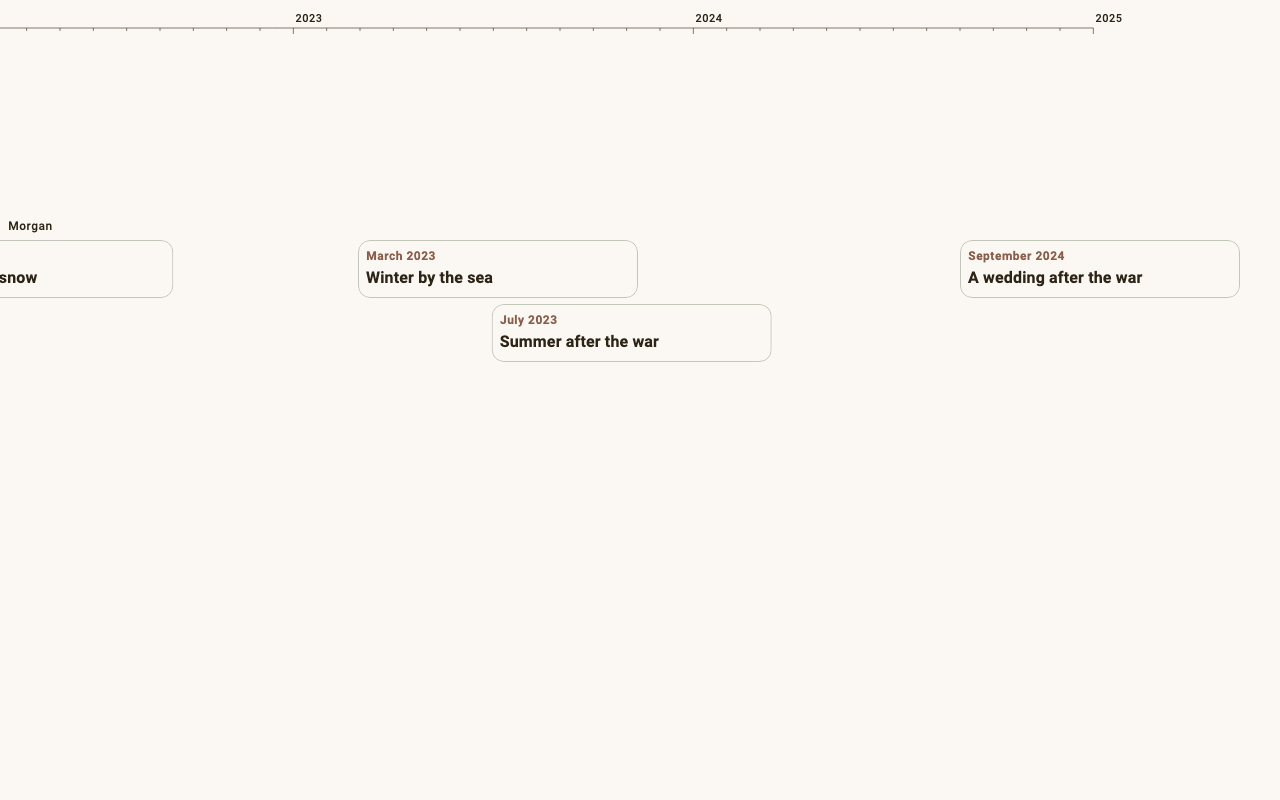 2023
2024
2025
Morgan
snow
March 2023
Winter by the sea
September 2024
A wedding after the war
July 2023
Summer after the war